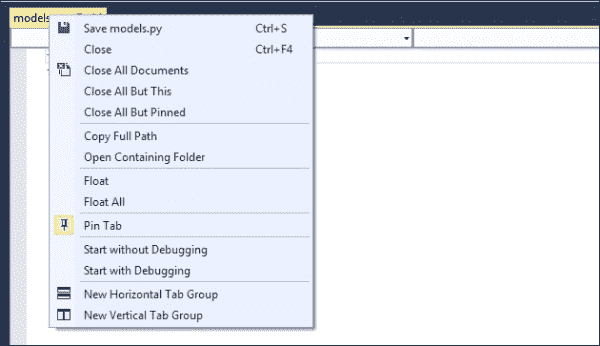 models.
Save models.py Ctrl+S
Close Ctrl+F4
Close All Documents
Close All But This
Close All But Pinned
Copy Full Path
Open Containing Folder
Float
Float All
Pin Tab
Start without Debugging
Start with Debugging
New Horizontal Tab Group
New Vertical Tab Group